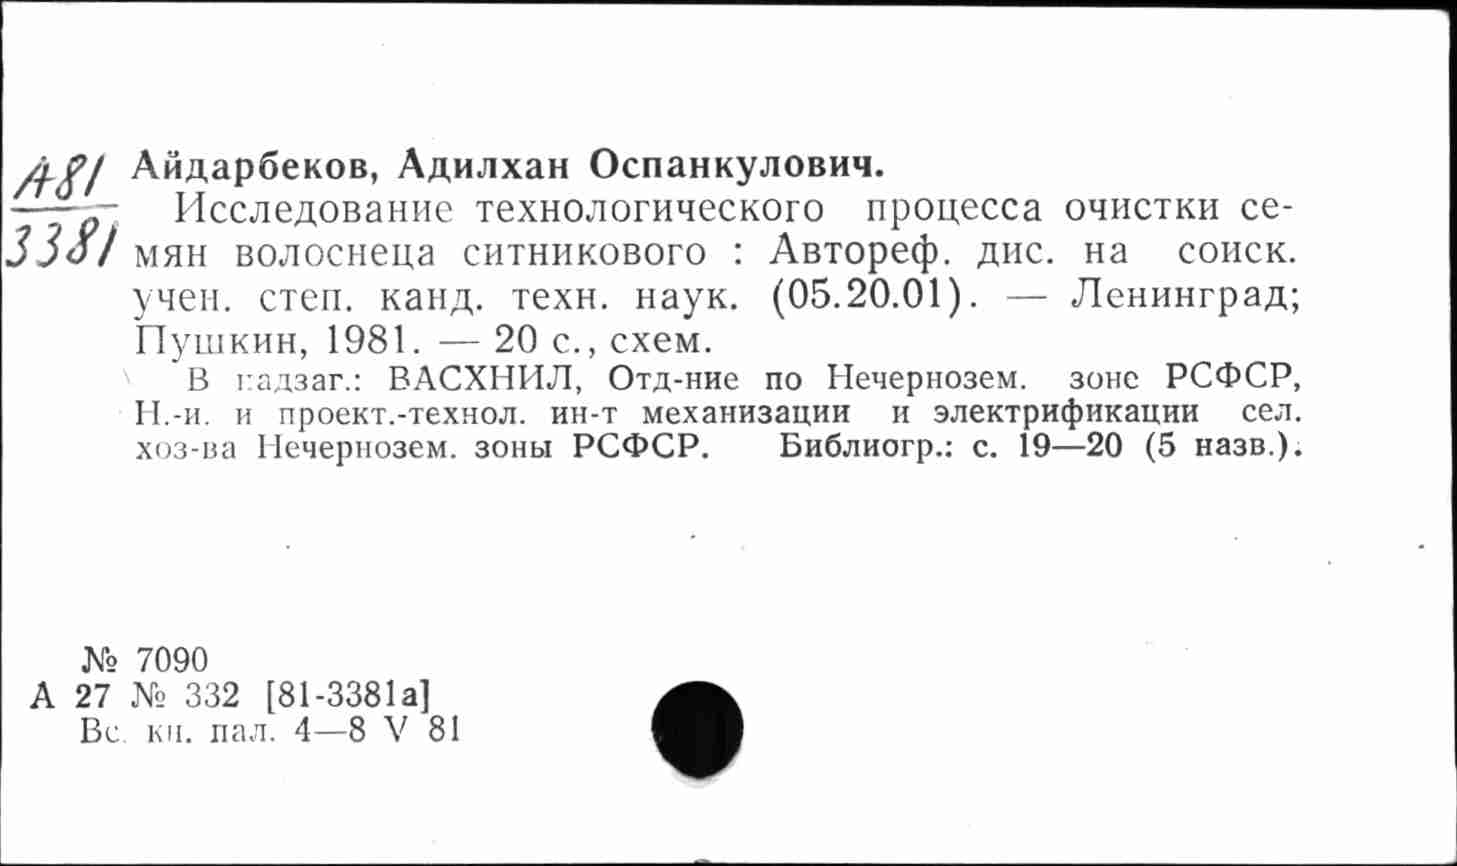 А81
3381
Айдарбеков, Адилхан Оспанкулович.
Исследование технологического процесса очистки се-
мян волоснеца ситникового : Автореф. дис. на соиск.
учен. степ. канд. техн. наук. (05.20.01). — Ленинград;
Пушкин, 1981. — 20 с., схем.
В надзаг.: ВАСХНИЛ, Отд-ние по Нечернозем. зоне РСФСР,
Н.-и. и проект.-технол. ин-т механизации и электрификации сел.
хоз-ва Нечернозем. зоны РСФСР. Библиогр.: с. 19—20 (5 назв.).
№ 7090
А 27 № 332 [81-3381а]
Вс. кн. пал. 4—8 V 81